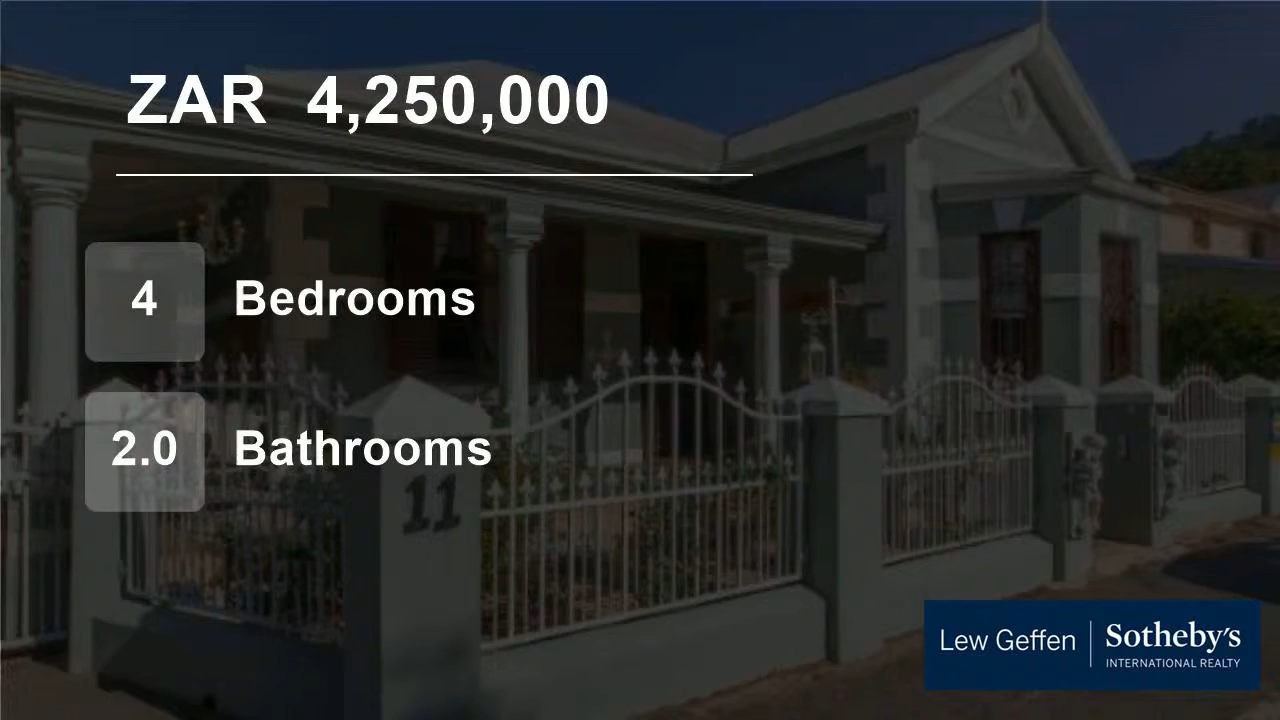 ZAR 4,250,000
4 Bedrooms
2.0 Bathrooms
11
Lew Geffen
Sotheby's
INTERNATIONAL REALTY